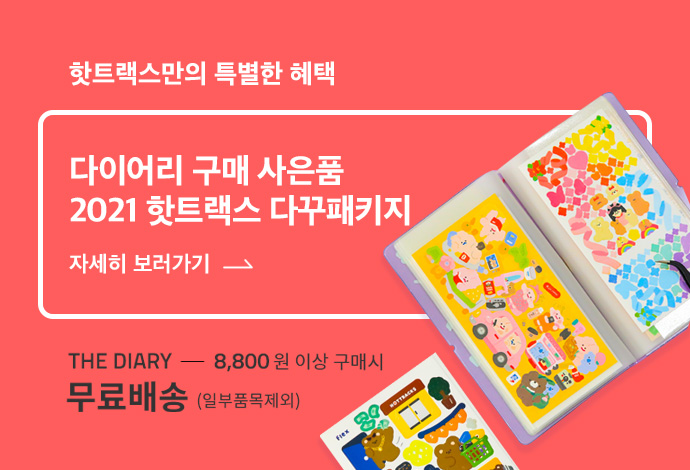 핫트랙스만의 특별한 혜택
다이어리 구매 사은품
2021 핫트랙스 다꾸패키지
자세히 보러가기
THE DIARY — 8,800 원 이상 구매시
무료배송 (일부품목제외)
flex
HOTTRACKS